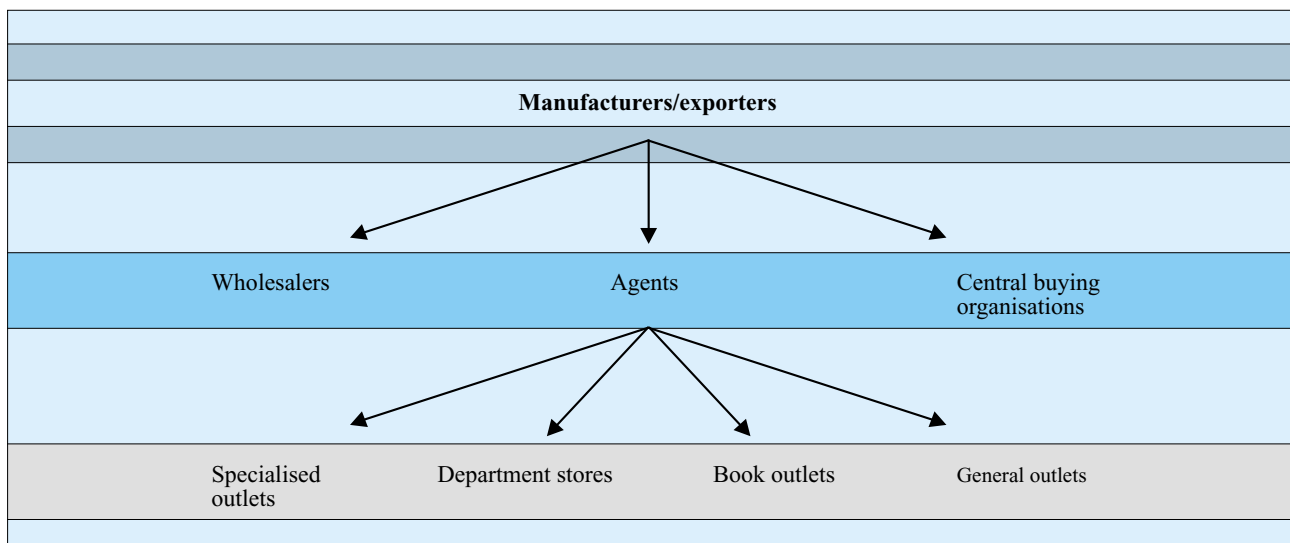 Manufacturers/exporters
Wholesalers
Agents
Central buying
organisations
Specialised
outlets
Department stores
Book outlets
General outlets